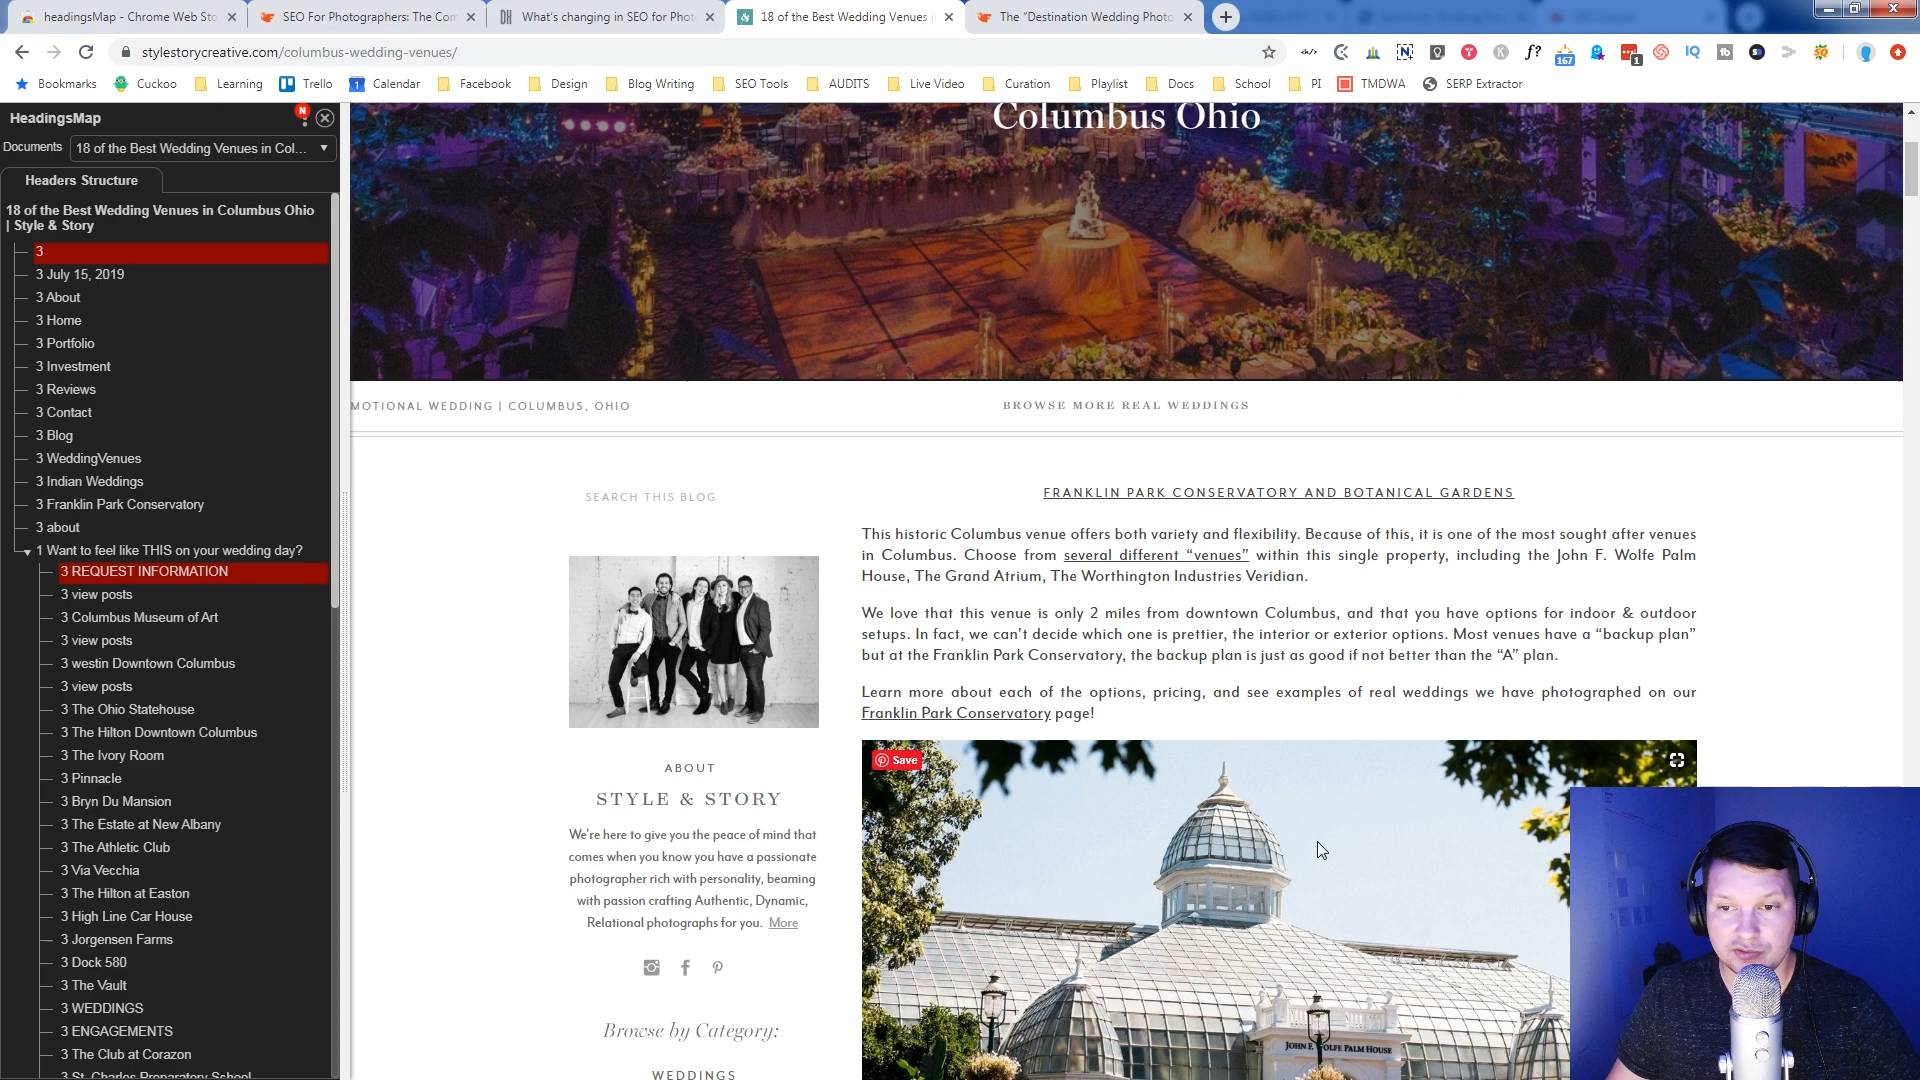 headingsMap - Chrome Web Sto
SEO For Photographers: The Com
What's changing in SEO for Phot
18 of the Best Wedding Venues i
The "Destination Wedding Photo
stylestorycreative.com/columbus-wedding-venues/
167
1
Bookmarks
Cuckoo
Learning
Trello
Calendar
Facebook
Design
Blog Writing
SEO Tools
AUDITS
Live Video
Curation
Playlist
Docs
School
PI
TMDWA
SERP Extractor
HeadingsMap
N
Documents
18 of the Best Wedding Venues in Col...
Headers Structure
18 of the Best Wedding Venues in Columbus Ohio
| Style & Story
3
3 July 15, 2019
3 About
3 Home
3 Portfolio
3 Investment
3 Reviews
3 Contact
3 Blog
3 WeddingVenues
3 Indian Weddings
3 Franklin Park Conservatory
3 about
1 Want to feel like THIS on your wedding day?
3 REQUEST INFORMATION
3 view posts
3 Columbus Museum of Art
3 view posts
3 westin Downtown Columbus
3 view posts
3 The Ohio Statehouse
3 The Hilton Downtown Columbus
3 The Ivory Room
3 Pinnacle
3 Bryn Du Mansion
3 The Estate at New Albany
3 The Athletic Club
3 Via Vecchia
3 The Hilton at Easton
3 High Line Car House
3 Jorgensen Farms
3 Dock 580
3 The Vault
3 WEDDINGS
3 ENGAGEMENTS
3 The Club at Corazon
3 St. Charles Preparatory School
Columbus Ohio
MOTIONAL WEDDING | COLUMBUS, OHIO
BROWSE MORE REAL WEDDINGS
SEARCH THIS BLOG
ABOUT
STYLE & STORY
We're here to give you the peace of mind that
comes when you know you have a passionate
photographer rich with personality, beaming
with passion crafting Authentic, Dynamic,
Relational photographs for you. More
Browse by Category:
WEDDINGS
FRANKLIN PARK CONSERVATORY AND BOTANICAL GARDENS
This historic Columbus venue offers both variety and flexibility. Because of this, it is one of the most sought after venues
in Columbus. Choose from several different “venues” within this single property, including the John F. Wolfe Palm
House, The Grand Atrium, The Worthington Industries Veridian.
We love that this venue is only 2 miles from downtown Columbus, and that you have options for indoor & outdoor
setups. In fact, we can’t decide which one is prettier, the interior or exterior options. Most venues have a “backup plan”
but at the Franklin Park Conservatory, the backup plan is just as good if not better than the “A” plan.
Learn more about each of the options, pricing, and see examples of real weddings we have photographed on our
Franklin Park Conservatory page!
Save
JOHN F. WOLFE PALM HOUSE